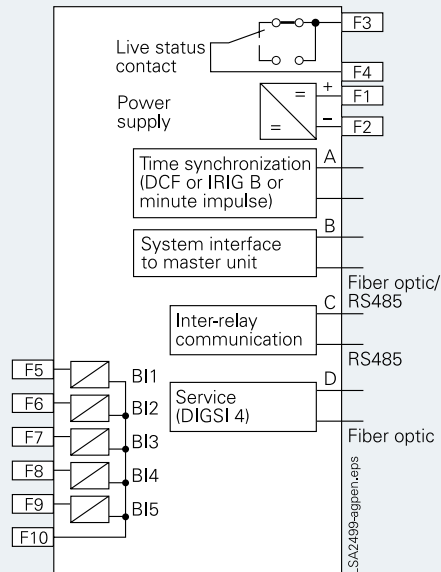 F3
Live status
contact
F4
Power
supply
=
=
+
F1
–
F2
Time synchronization
(DCF or IRIG B or
minute impulse)
A
System interface
to master unit
B
Fiber optic/
RS485
Inter-relay
communication
C
RS485
Service
(DIGSI 4)
D
Fiber optic
F5
BI1
F6
BI2
F7
BI3
F8
BI4
F9
BI5
F10
LSA2499-agpen.eps